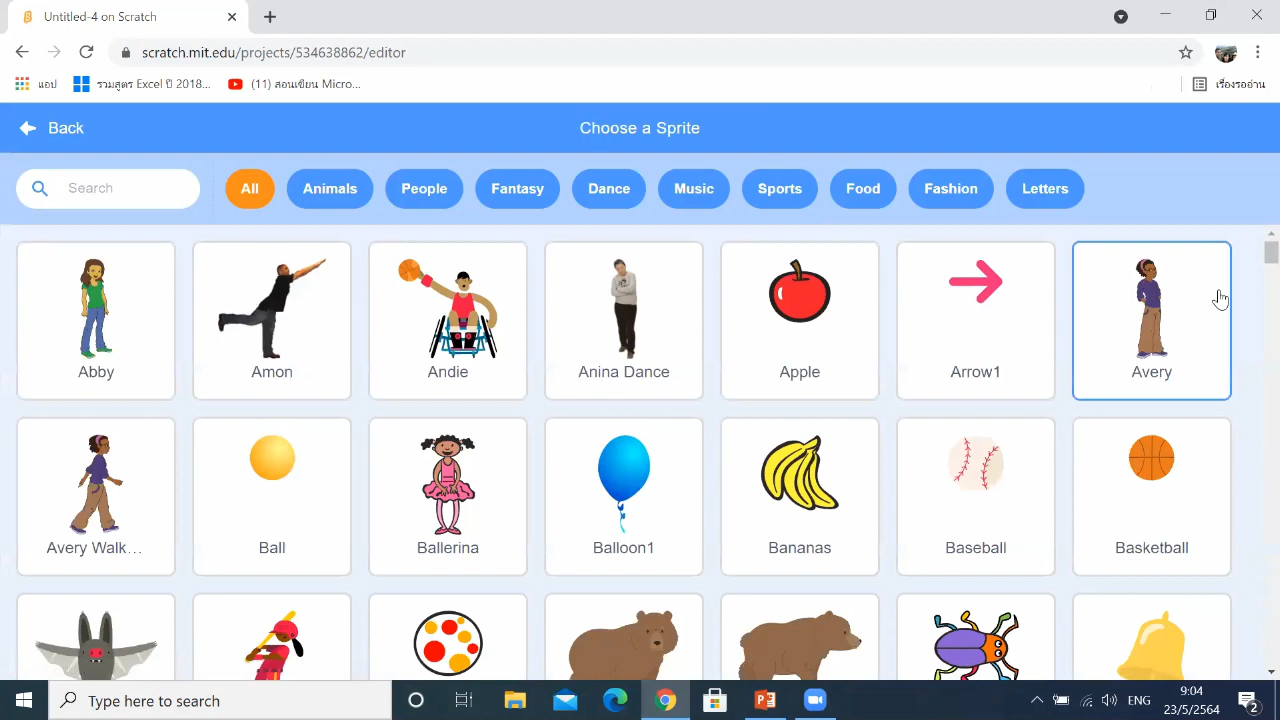 Untitled-4 on Scratch
scratch.mit.edu/projects/534638862/editor
แอป
รวมสูตร Excel ปี 2018...
(11) สอนเขียน Micro...
เรื่องรออ่าน
Back
Choose a Sprite
Search
All
Animals
People
Fantasy
Dance
Music
Sports
Food
Fashion
Letters
Abby
Amon
Andie
Anina Dance
Apple
Arrow1
Avery
Avery Walk...
Ball
Ballerina
Balloon1
Bananas
Baseball
Basketball
Type here to search
ENG
9:04
23/5/2564
2